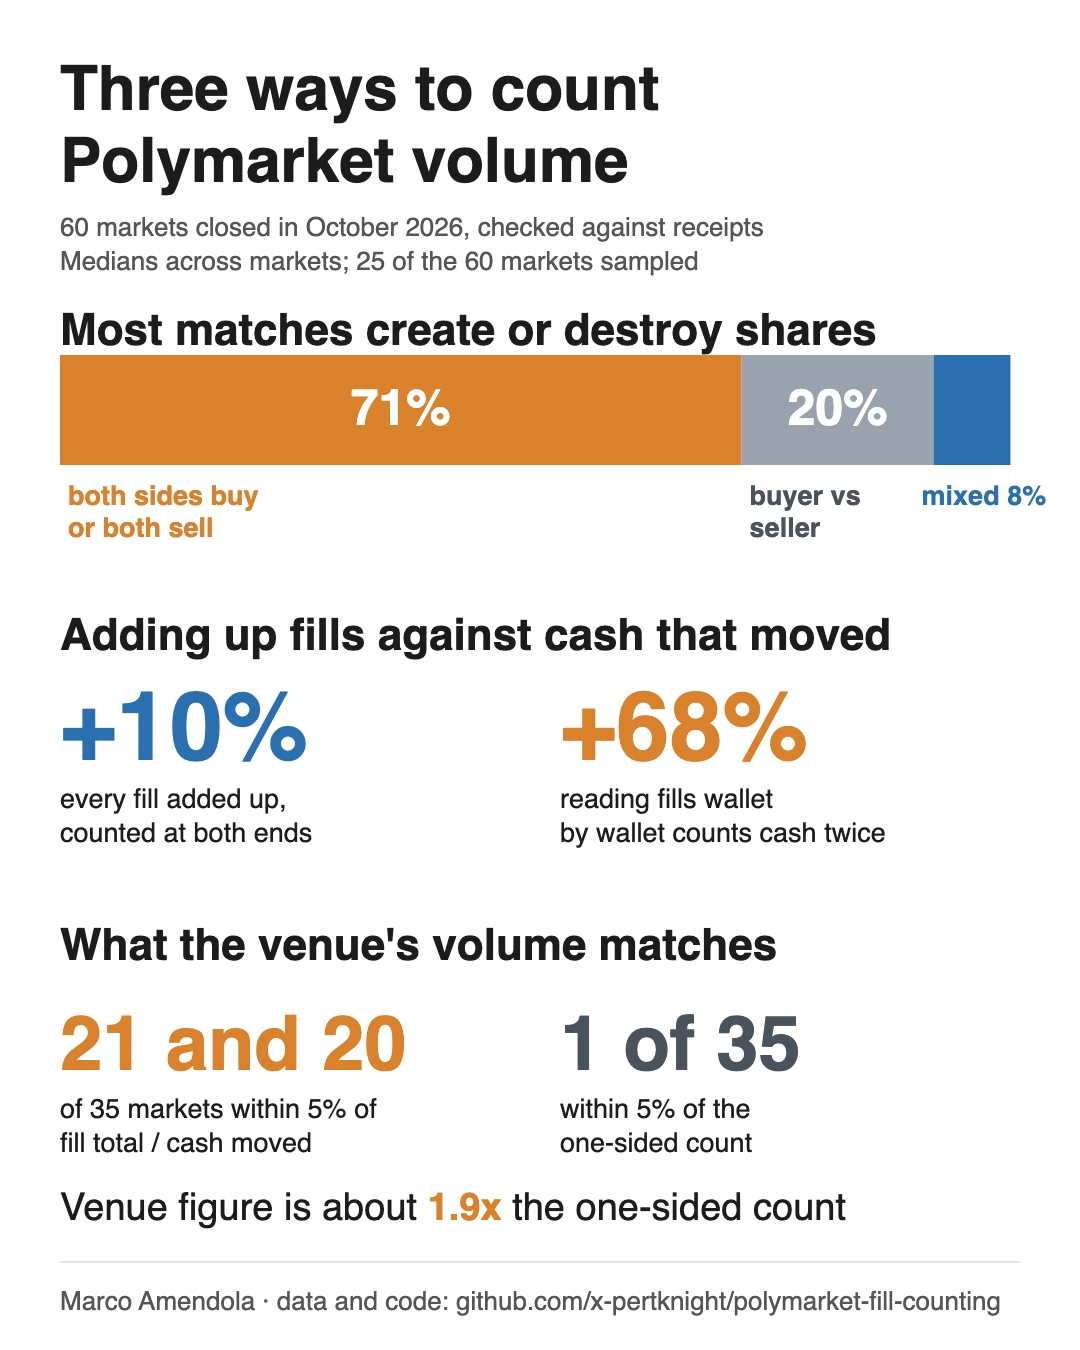 Three ways to count
Polymarket volume
60 markets closed in October 2026, checked against receipts
Medians across markets; 25 of the 60 markets sampled
Most matches create or destroy shares
71%
20%
both sides buy
or both sell
buyer vs
seller
mixed 8%
Adding up fills against cash that moved
+10%
every fill added up,
counted at both ends
+68%
reading fills wallet
by wallet counts cash twice
What the venue's volume matches
21 and 20
of 35 markets within 5% of
fill total / cash moved
1 of 35
within 5% of the
one-sided count
Venue figure is about 1.9x the one-sided count
Marco Amendola · data and code: github.com/x-pertknight/polymarket-fill-counting